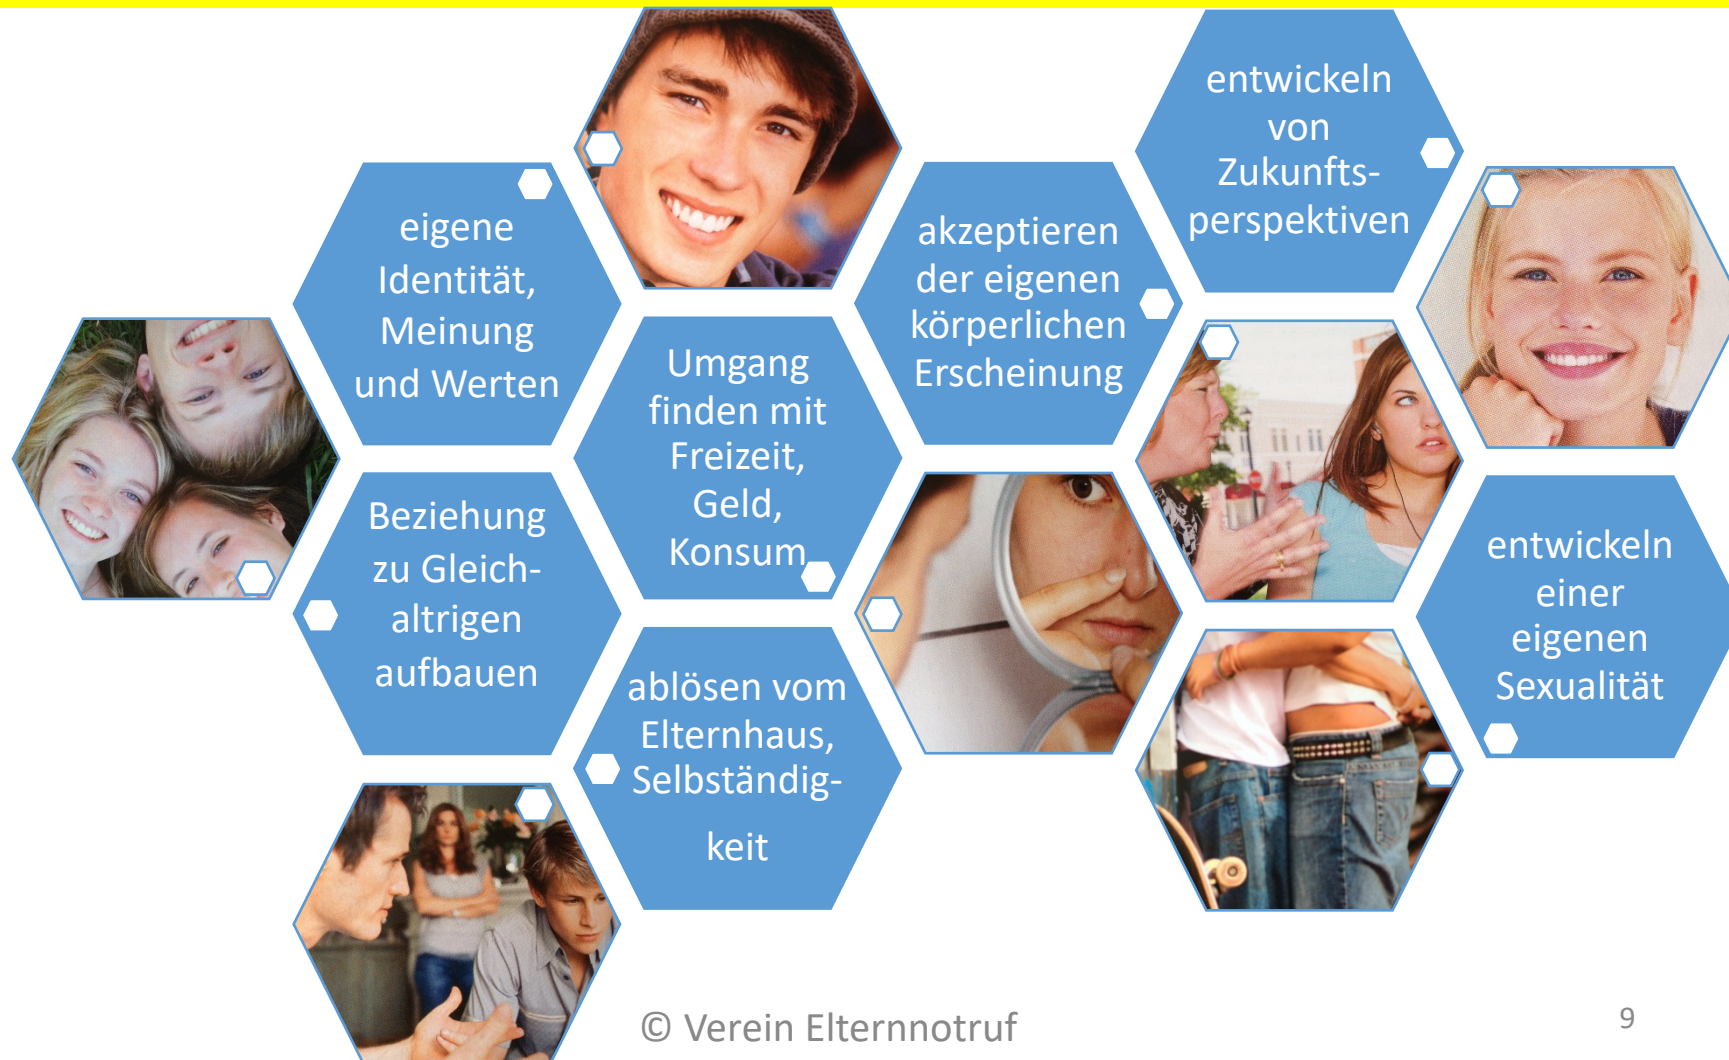 eigene
Identität,
Meinung
und Werten
Beziehung
zu Gleich-
altrigen
aufbauen
Umgang
finden mit
Freizeit,
Geld,
Konsum
ablösen vom
Elternhaus,
Selbständig-
keit
akzeptieren
der eigenen
körperlichen
Erscheinung
entwickeln
von
Zukunfts-
perspektiven
entwickeln
einer
eigenen
Sexualität
© Verein Elternnotruf
9